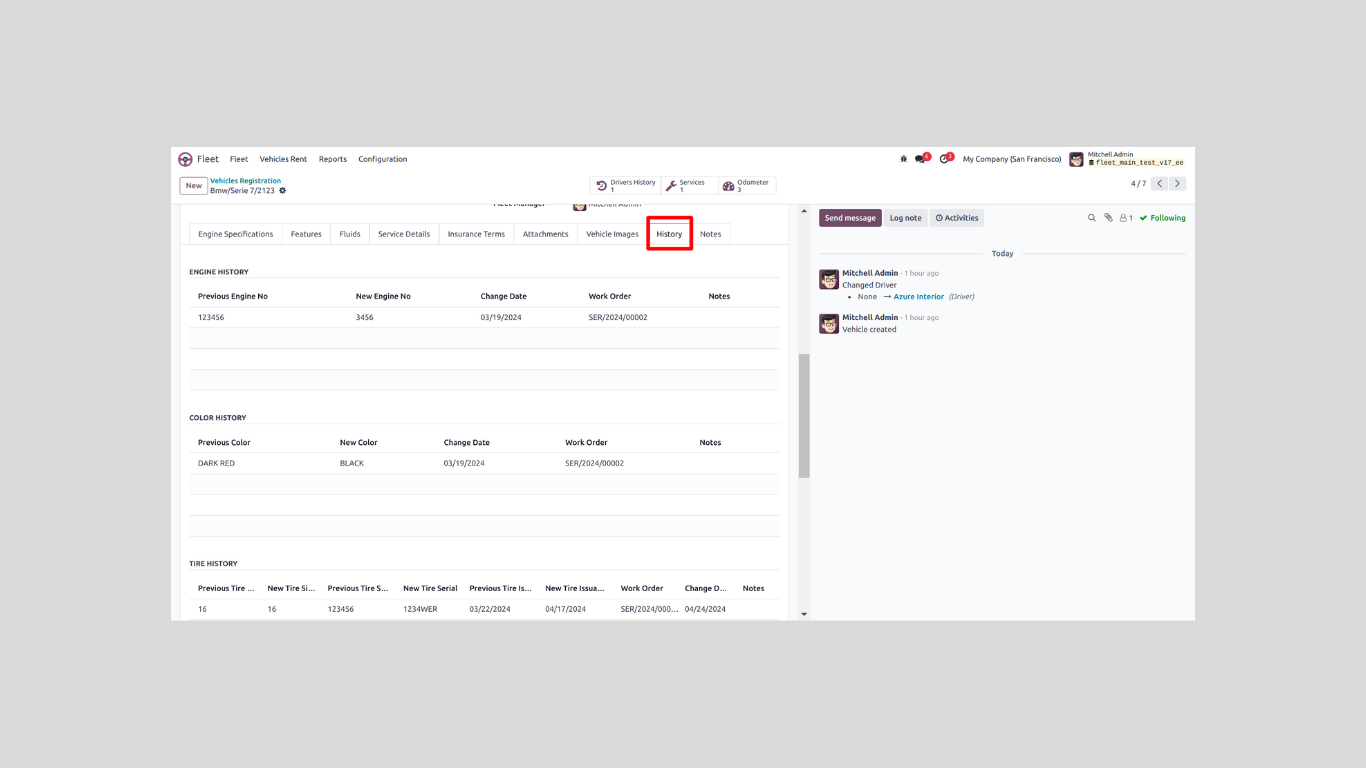 Fleet Fleet Vehicles Rent Reports Configuration
5 3 My Company (San Francisco) Mitchell Admin
fleet_main_test_v17_ee
New Vehicles Registration
Bmw/Serie 7/2123
Drivers History 1
Services 1
Odometer 3
4 / 7
Fleet Manager Mitchell Admin
Engine Specifications Features Fluids Service Details Insurance Terms Attachments Vehicle Images History Notes
ENGINE HISTORY
Previous Engine No New Engine No Change Date Work Order Notes
123456 3456 03/19/2024 SER/2024/00002
COLOR HISTORY
Previous Color New Color Change Date Work Order Notes
DARK RED BLACK 03/19/2024 SER/2024/00002
TIRE HISTORY
Previous Tire ... New Tire Si... Previous Tire S... New Tire Serial Previous Tire Is... New Tire Issua... Work Order Change D... Notes
16 16 123456 1234WER 03/22/2024 04/17/2024 SER/2024/000... 04/24/2024
Send message Log note Activities 1 Following
Today
Mitchell Admin - 1 hour ago
Changed Driver
• None → Azure Interior (Driver)
Mitchell Admin - 1 hour ago
Vehicle created